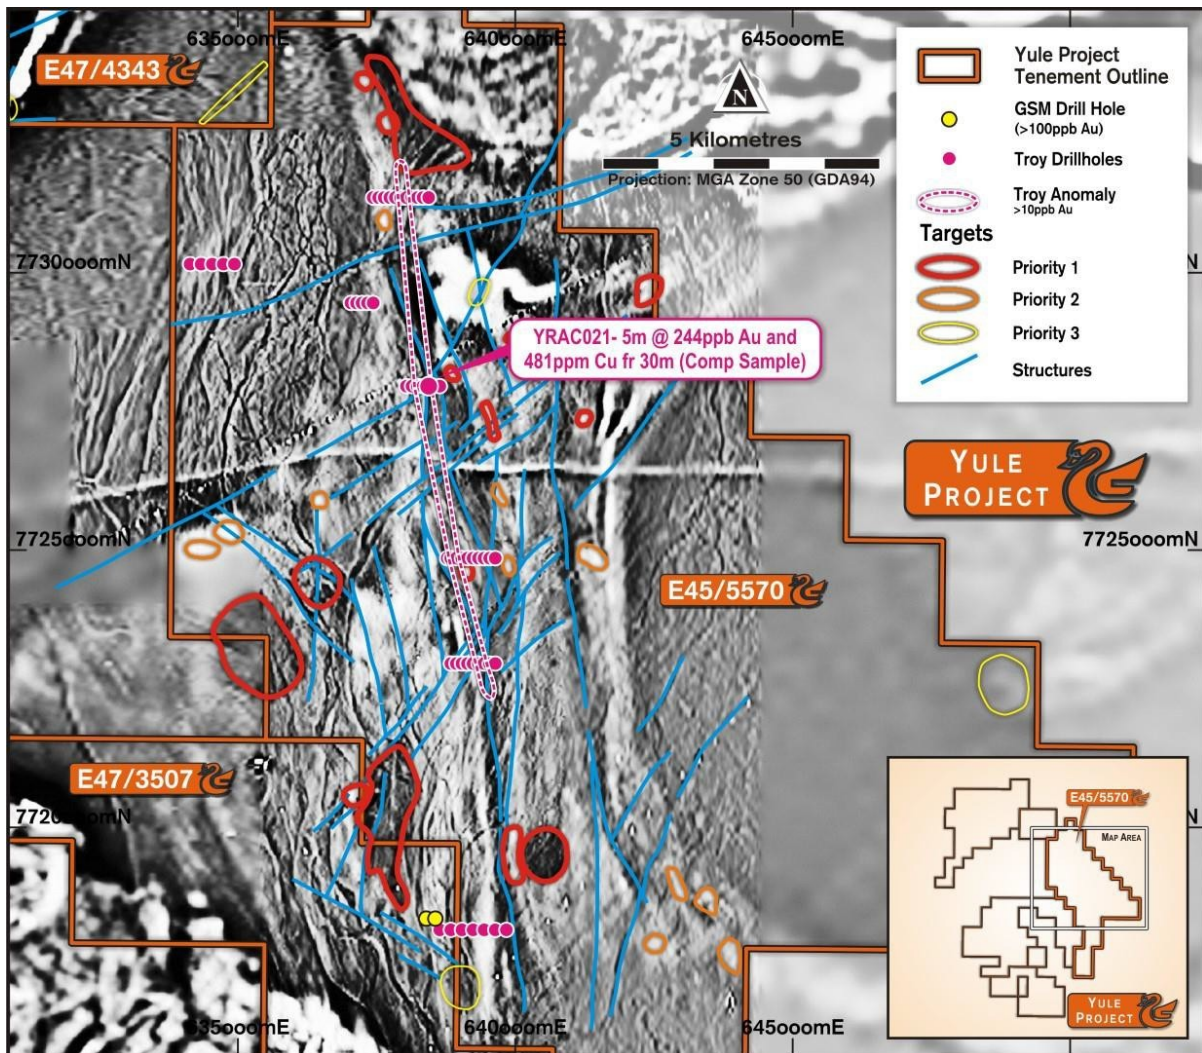 635000mE
640000mE
645000mE
E47/4343
N
5 Kilometres
Projection: MGA Zone 50 (GDA94)
Yule Project
Tenement Outline
GSM Drill Hole
(>100ppb Au)
Troy Drillholes
Troy Anomaly
>10ppb Au
Targets
Priority 1
Priority 2
Priority 3
Structures
7730000mN
N
YRAC021- 5m @ 244ppb Au and
481ppm Cu fr 30m (Comp Sample)
YULE
PROJECT
7725000mN
7725000mN
E45/5570
E47/3507
7720000mN
N
E45/5570
MAP AREA
YULE
PROJECT
635000mE
640000mE
645000mE